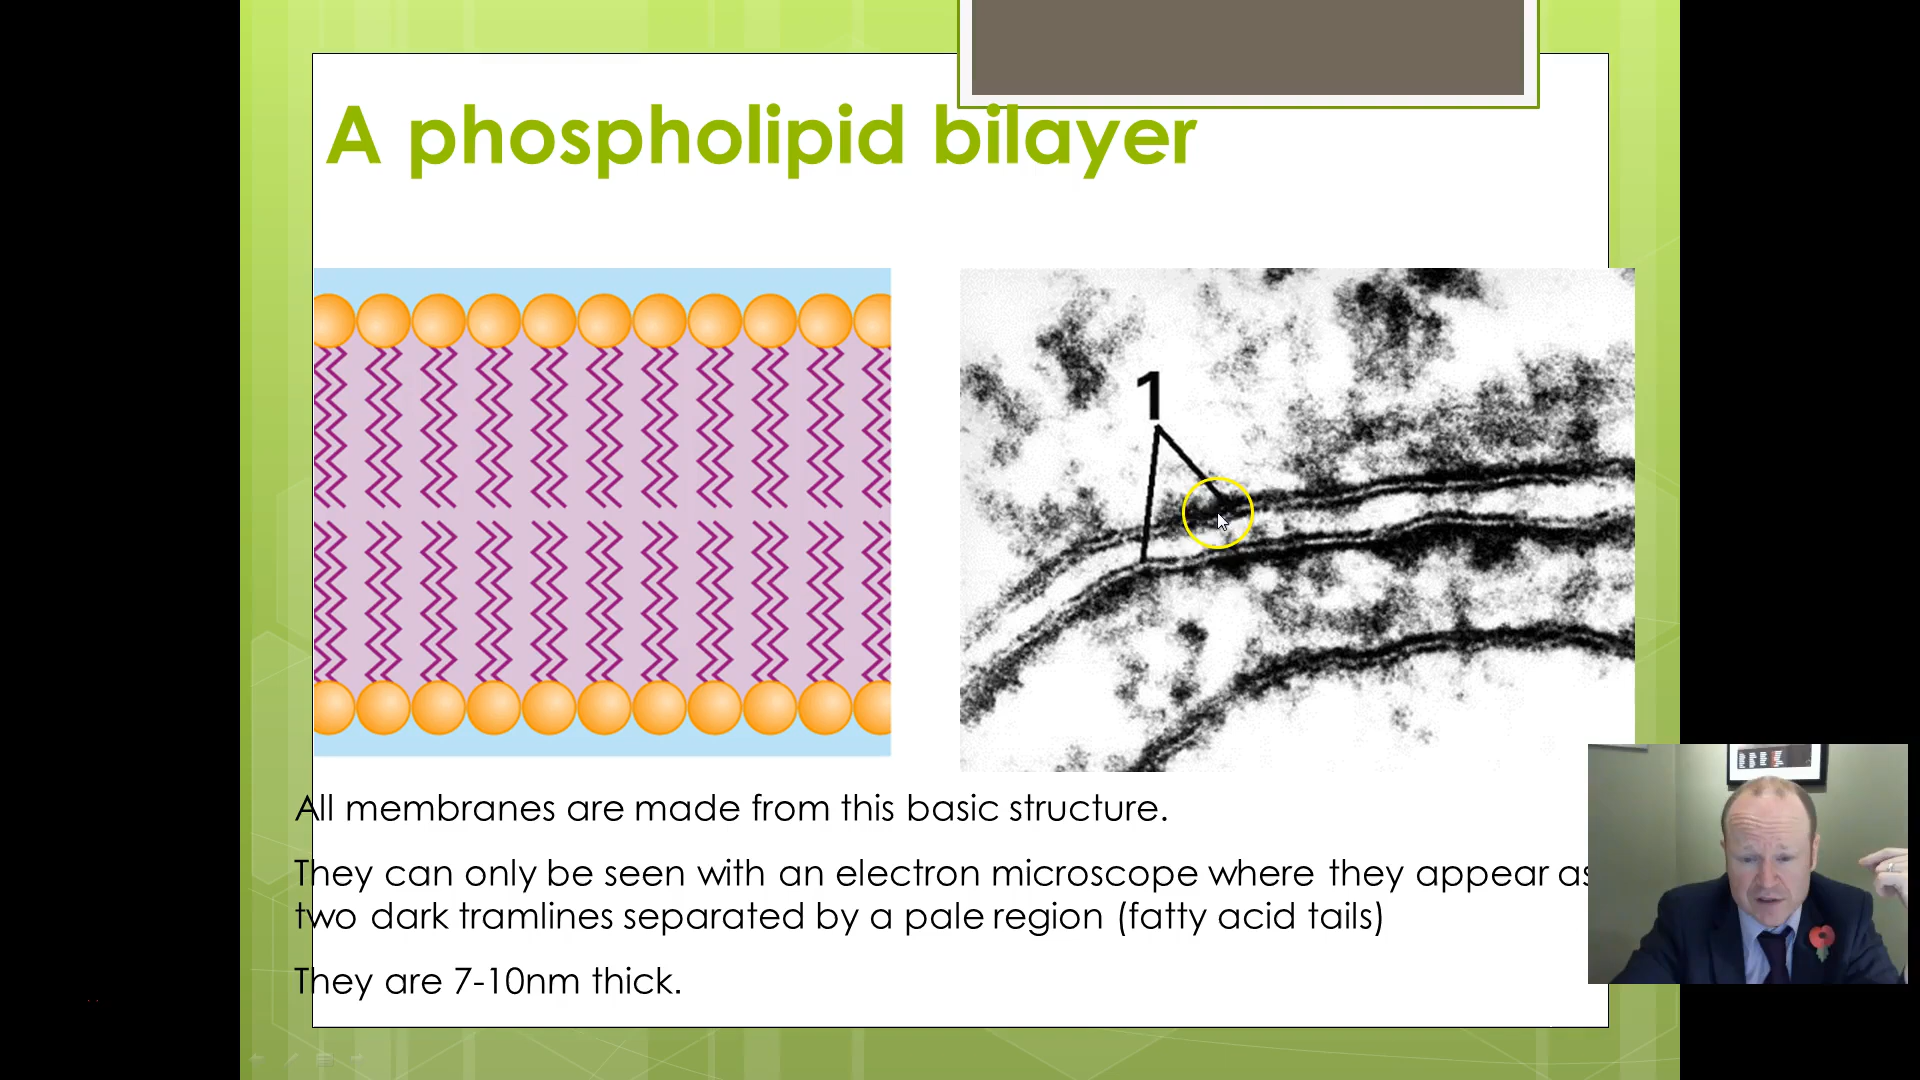 A phospholipid bilayer
1
All membranes are made from this basic structure.
They can only be seen with an electron microscope where they appear as
two dark tramlines separated by a pale region (fatty acid tails)
They are 7-10nm thick.